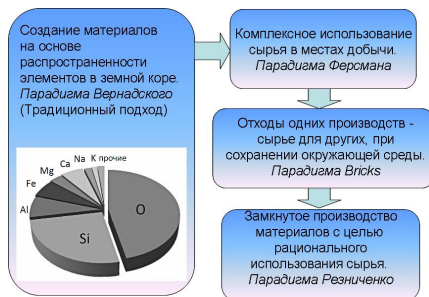 Создание материалов
на основе
распространенности
элементов в земной коре.
Парадигма Вернадского
(Традиционный подход)
Na
K прочие
Ca
Mg
Fe
Al
O
Si
Комплексное использование
сырья в местах добычи.
Парадигма Ферсмана
Отходы одних производств -
сырье для других, при
сохранении окружающей среды.
Парадигма Bricks
Замкнутое производство
материалов с целью
рационального
использования сырья.
Парадигма Резниченко